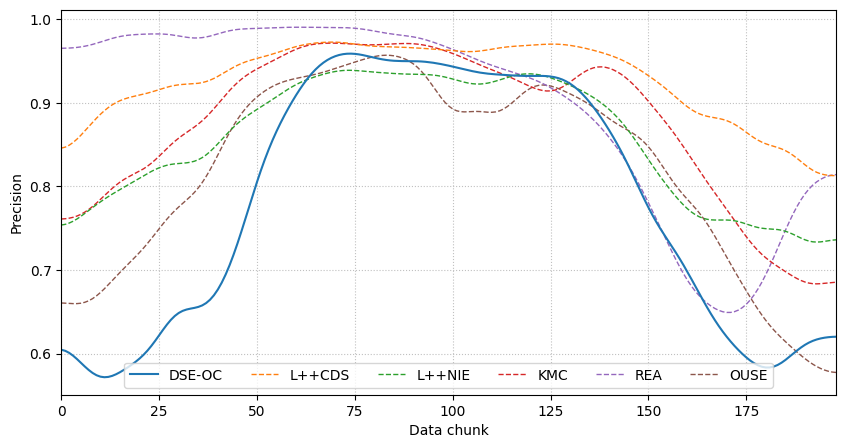 1.0
0.9
0.8
0.7
0.6
Precision
DSE-OC L++CDS L++NIE KMC REA OUSE
0 25 50 75 100 125 150 175
Data chunk